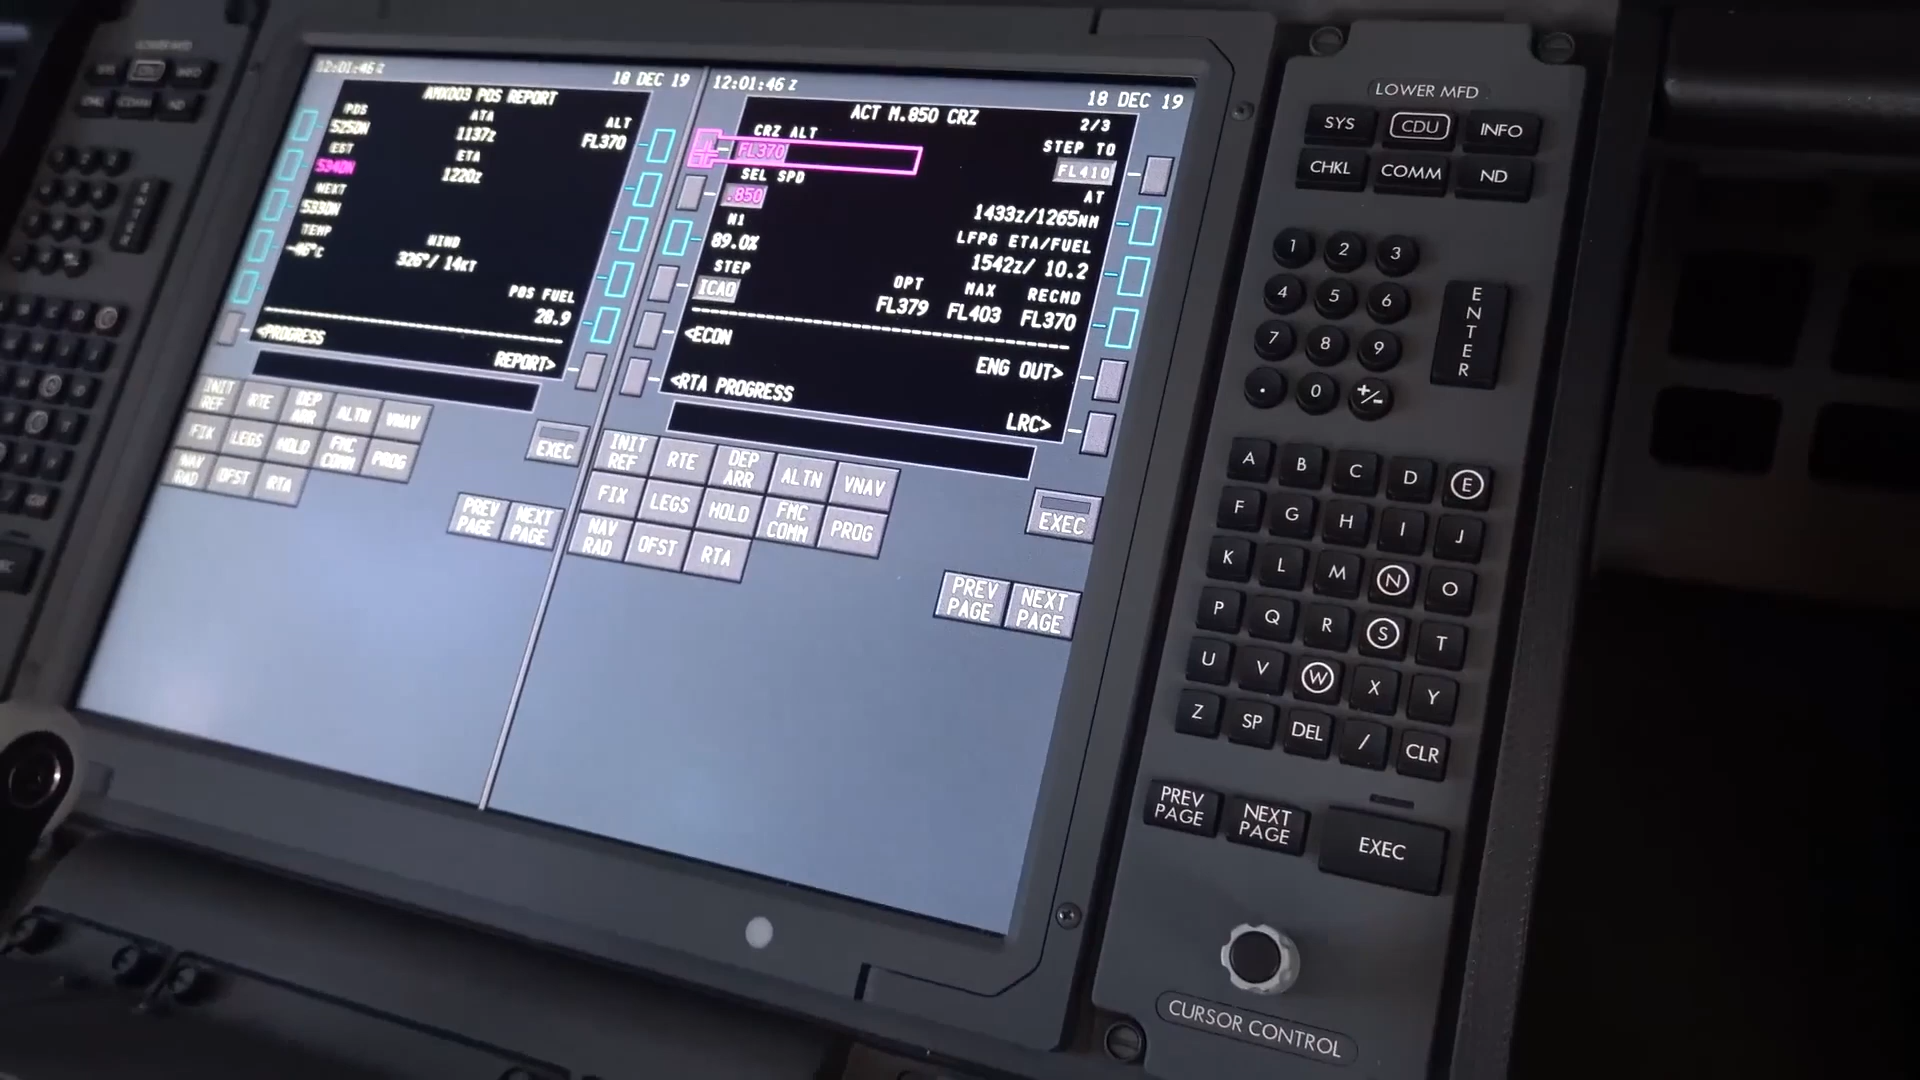 LOWER MFD
12:01:46 Z
18 DEC 19
AMX003 POS REPORT
POS
ATA
ALT
5250N
1137Z
FL370
EST
ETA
5340N
1220Z
NEXT
5330N
TEMP
WIND
-46°C
326°/ 14KT
POS FUEL
28.9
<PROGRESS
REPORT>
INIT REF
RTE
DEP ARR
ALTN
VNAV
FIX
LEGS
HOLD
FMC COMM
PROG
NAV RAD
OFST
RTA
EXEC
PREV PAGE
NEXT PAGE
12:01:46 Z
18 DEC 19
ACT M.850 CRZ
2/3
CRZ ALT
STEP TO
FL370
FL410
SEL SPD
AT
.850
1433Z/1265NM
N1
LFPG ETA/FUEL
89.0%
1542Z/ 10.2
STEP
OPT
MAX
RECMD
ICAO
FL379
FL403
FL370
<ECON
ENG OUT>
<RTA PROGRESS
LRC>
INIT REF
RTE
DEP ARR
ALTN
VNAV
FIX
LEGS
HOLD
FMC COMM
PROG
NAV RAD
OFST
RTA
EXEC
PREV PAGE
NEXT PAGE
LOWER MFD
SYS
CDU
INFO
CHKL
COMM
ND
1 2 3
4 5 6
7 8 9
. 0 +/-
ENTER
A B C D E
F G H I J
K L M N O
P Q R S T
U V W X Y
Z SP DEL / CLR
PREV PAGE
NEXT PAGE
EXEC
CURSOR CONTROL